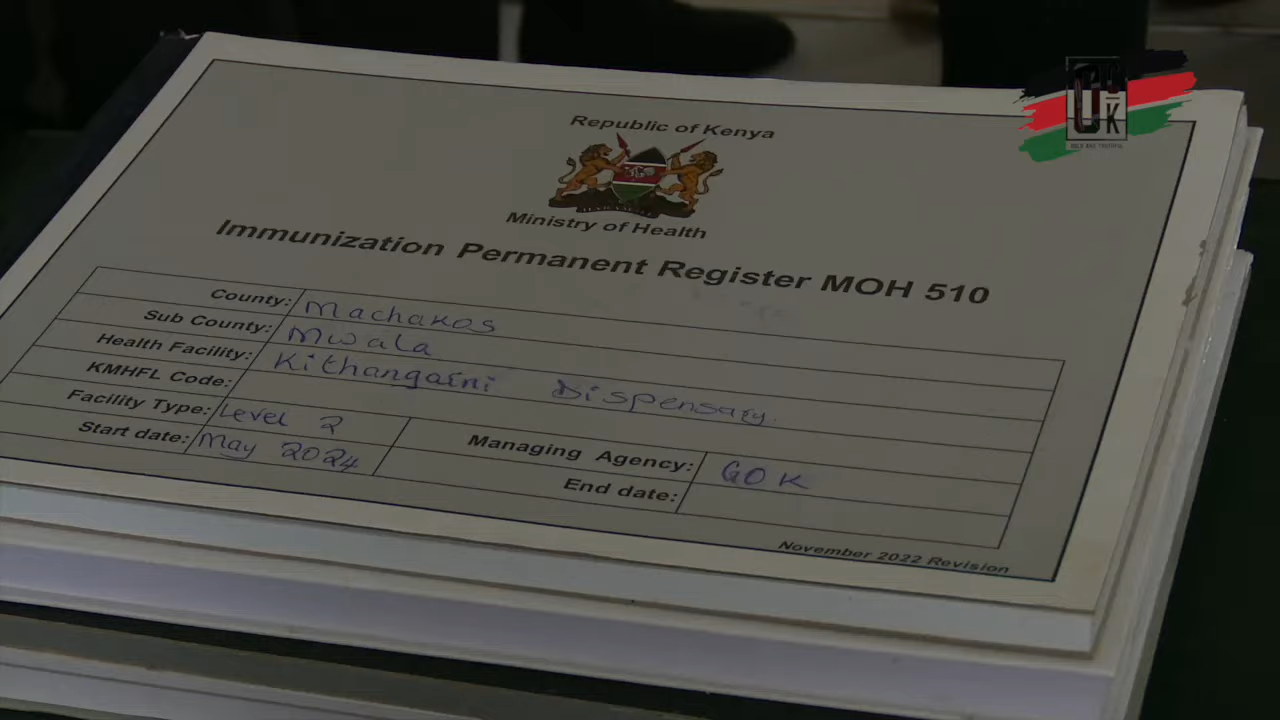 Republic of Kenya
Ministry of Health
Immunization Permanent Register MOH 510
County: Machakos
Sub County: Mwala
Health Facility: Kithangaini Dispensary.
KMHFL Code:
Facility Type: Level 2 Managing Agency: GOK
Start date: May 2024 End date:
November 2022 Revision